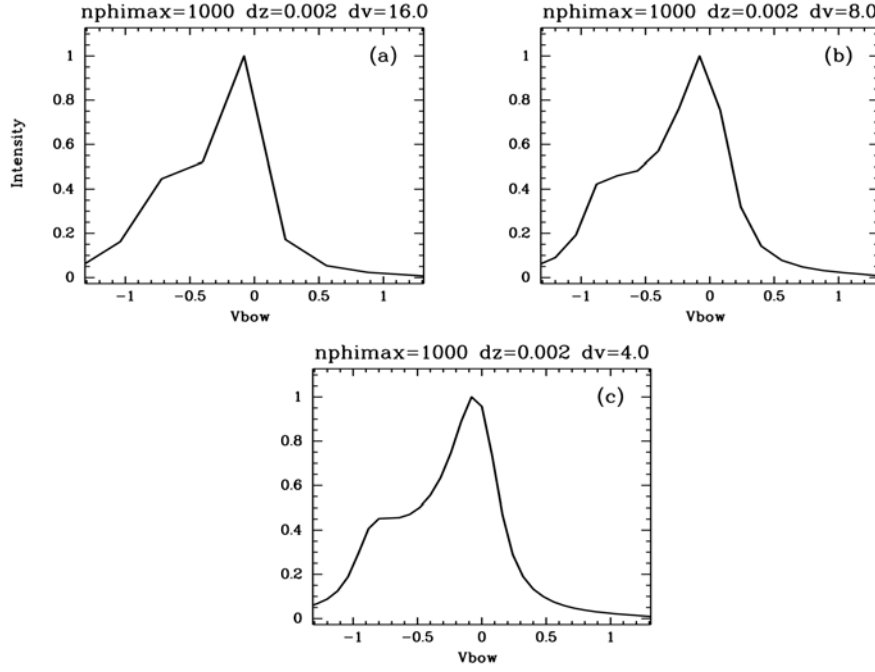 nphimax=1000 dz=0.002 dv=16.0
(a)
1
0.8
0.6
0.4
0.2
0
Intensity
−1 −0.5 0 0.5 1
Vbow
nphimax=1000 dz=0.002 dv=8.0
(b)
1
0.8
0.6
0.4
0.2
0
−1 −0.5 0 0.5 1
Vbow
nphimax=1000 dz=0.002 dv=4.0
(c)
1
0.8
0.6
0.4
0.2
0
−1 −0.5 0 0.5 1
Vbow